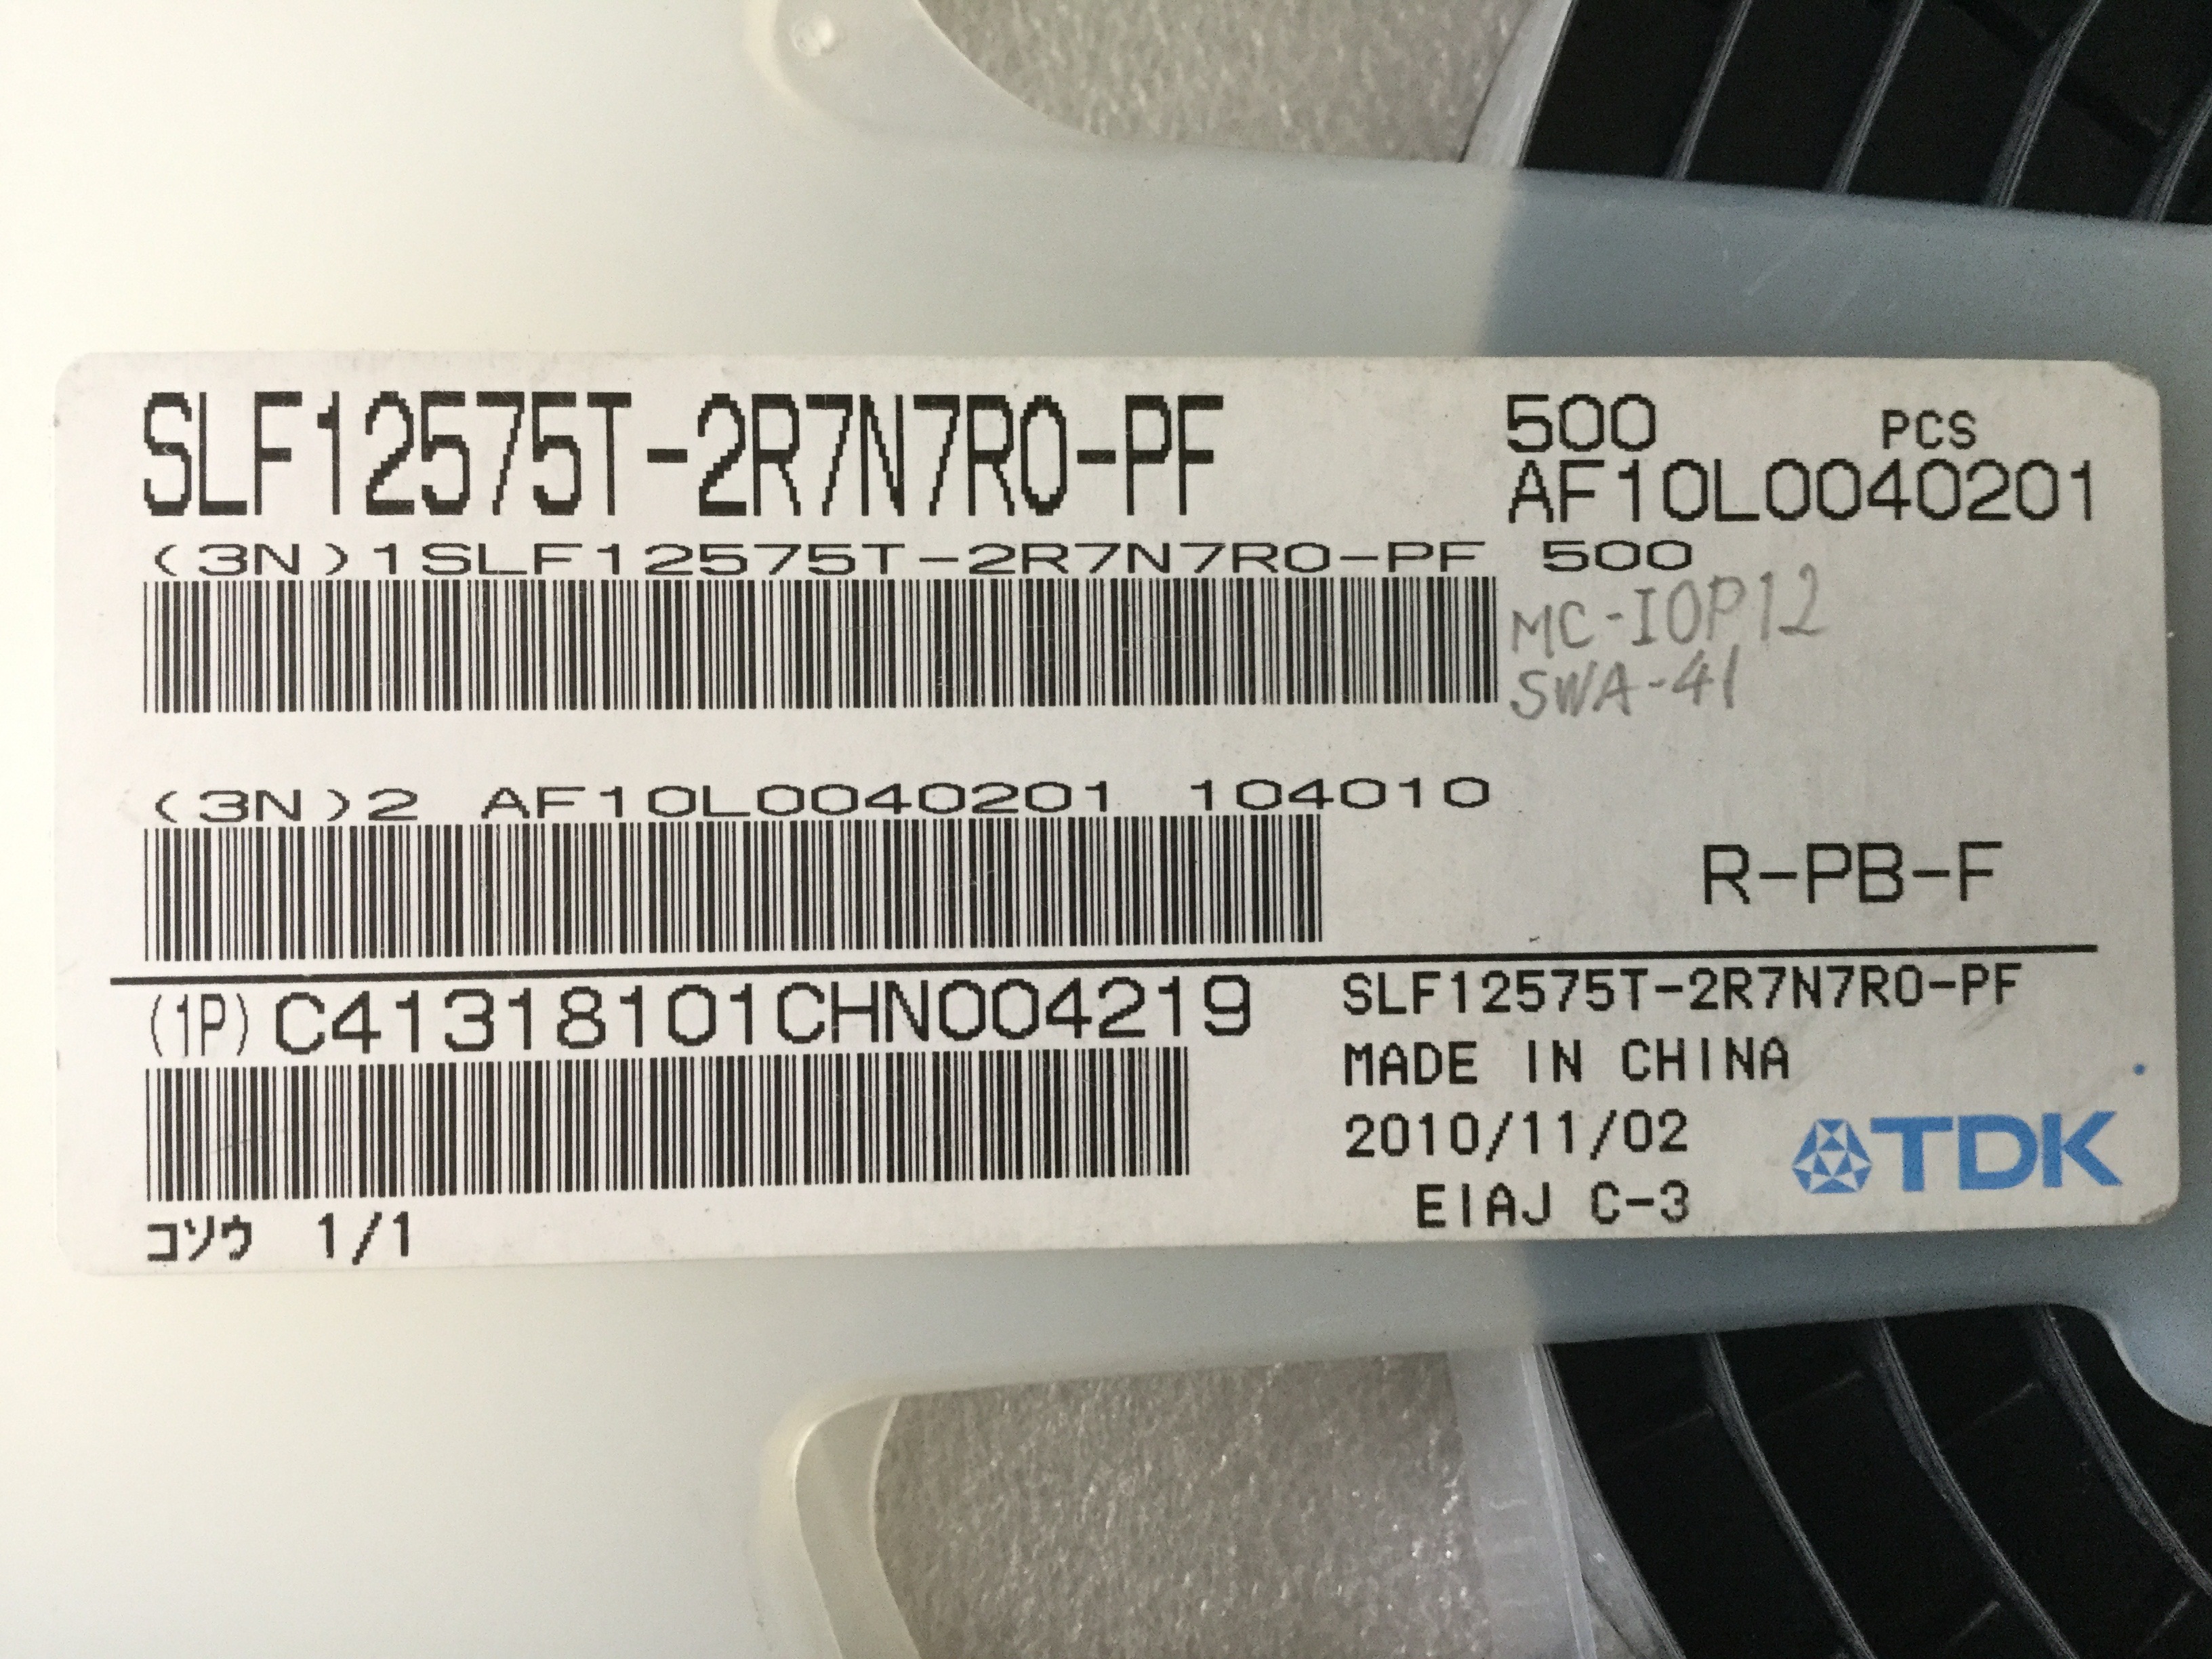 SLF12575T-2R7N7R0-PF
500 PCS
AF10L0040201
(3N)1SLF12575T-2R7N7R0-PF 500
MC-IOP12
SWA-41
(3N)2 AF10L0040201 104010
R-PB-F
(1P) C41318101CHN004219
SLF12575T-2R7N7R0-PF
MADE IN CHINA
2010/11/02
TDK
EIAJ C-3
コソウ 1/1